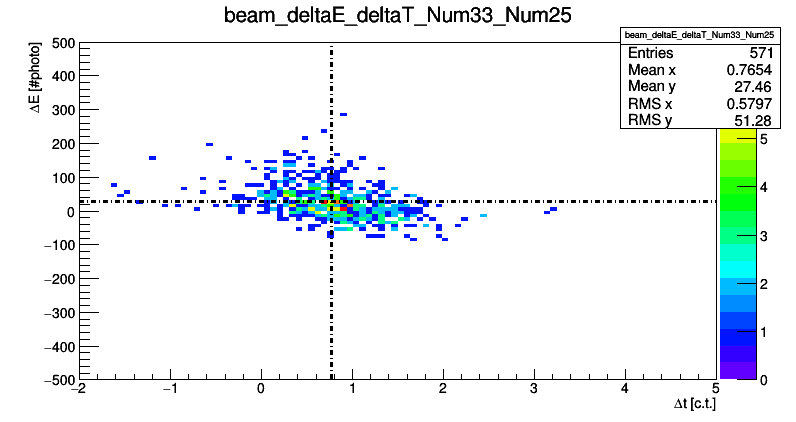 beam_deltaE_deltaT_Num33_Num25
beam_deltaE_deltaT_Num33_Num25
Entries 571
Mean x 0.7654
Mean y 27.46
RMS x 0.5797
RMS y 51.28
ΔE [#photo]
500
400
300
200
100
0
−100
−200
−300
−400
−500
−2 −1 0 1 2 3 4 5
Δt [c.t.]
5
4
3
2
1
0